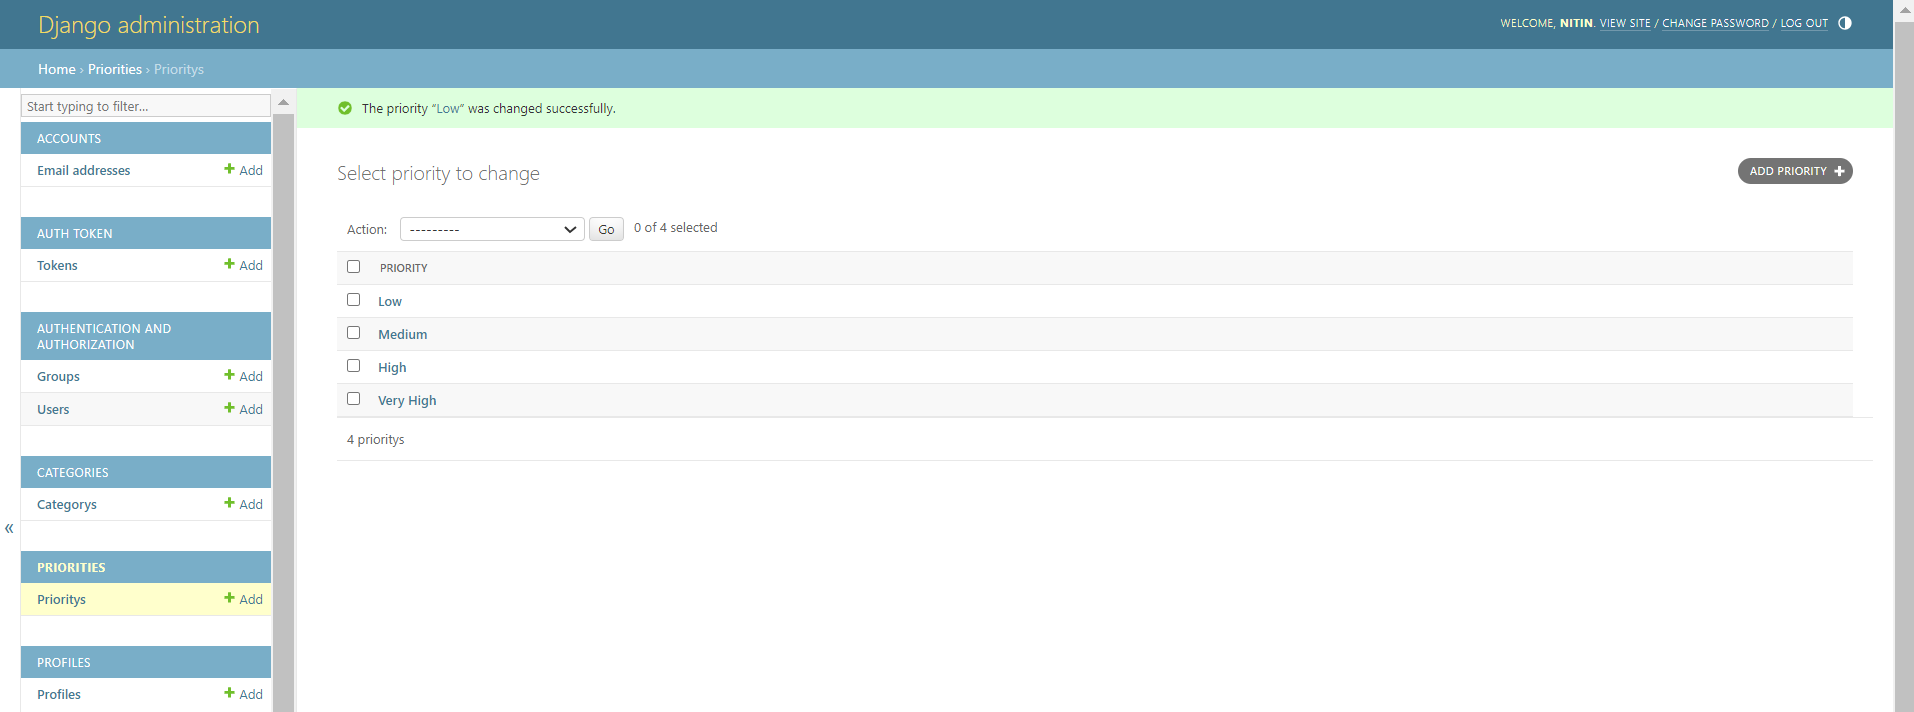 Django administration
WELCOME, NITIN. VIEW SITE / CHANGE PASSWORD / LOG OUT
Home › Priorities › Prioritys
Start typing to filter...
ACCOUNTS
Email addresses Add
AUTH TOKEN
Tokens Add
AUTHENTICATION AND
AUTHORIZATION
Groups Add
Users Add
CATEGORIES
Categorys Add
«
PRIORITIES
Prioritys Add
PROFILES
Profiles Add
The priority “Low” was changed successfully.
Select priority to change
ADD PRIORITY
Action: --------- Go 0 of 4 selected
PRIORITY
Low
Medium
High
Very High
4 prioritys